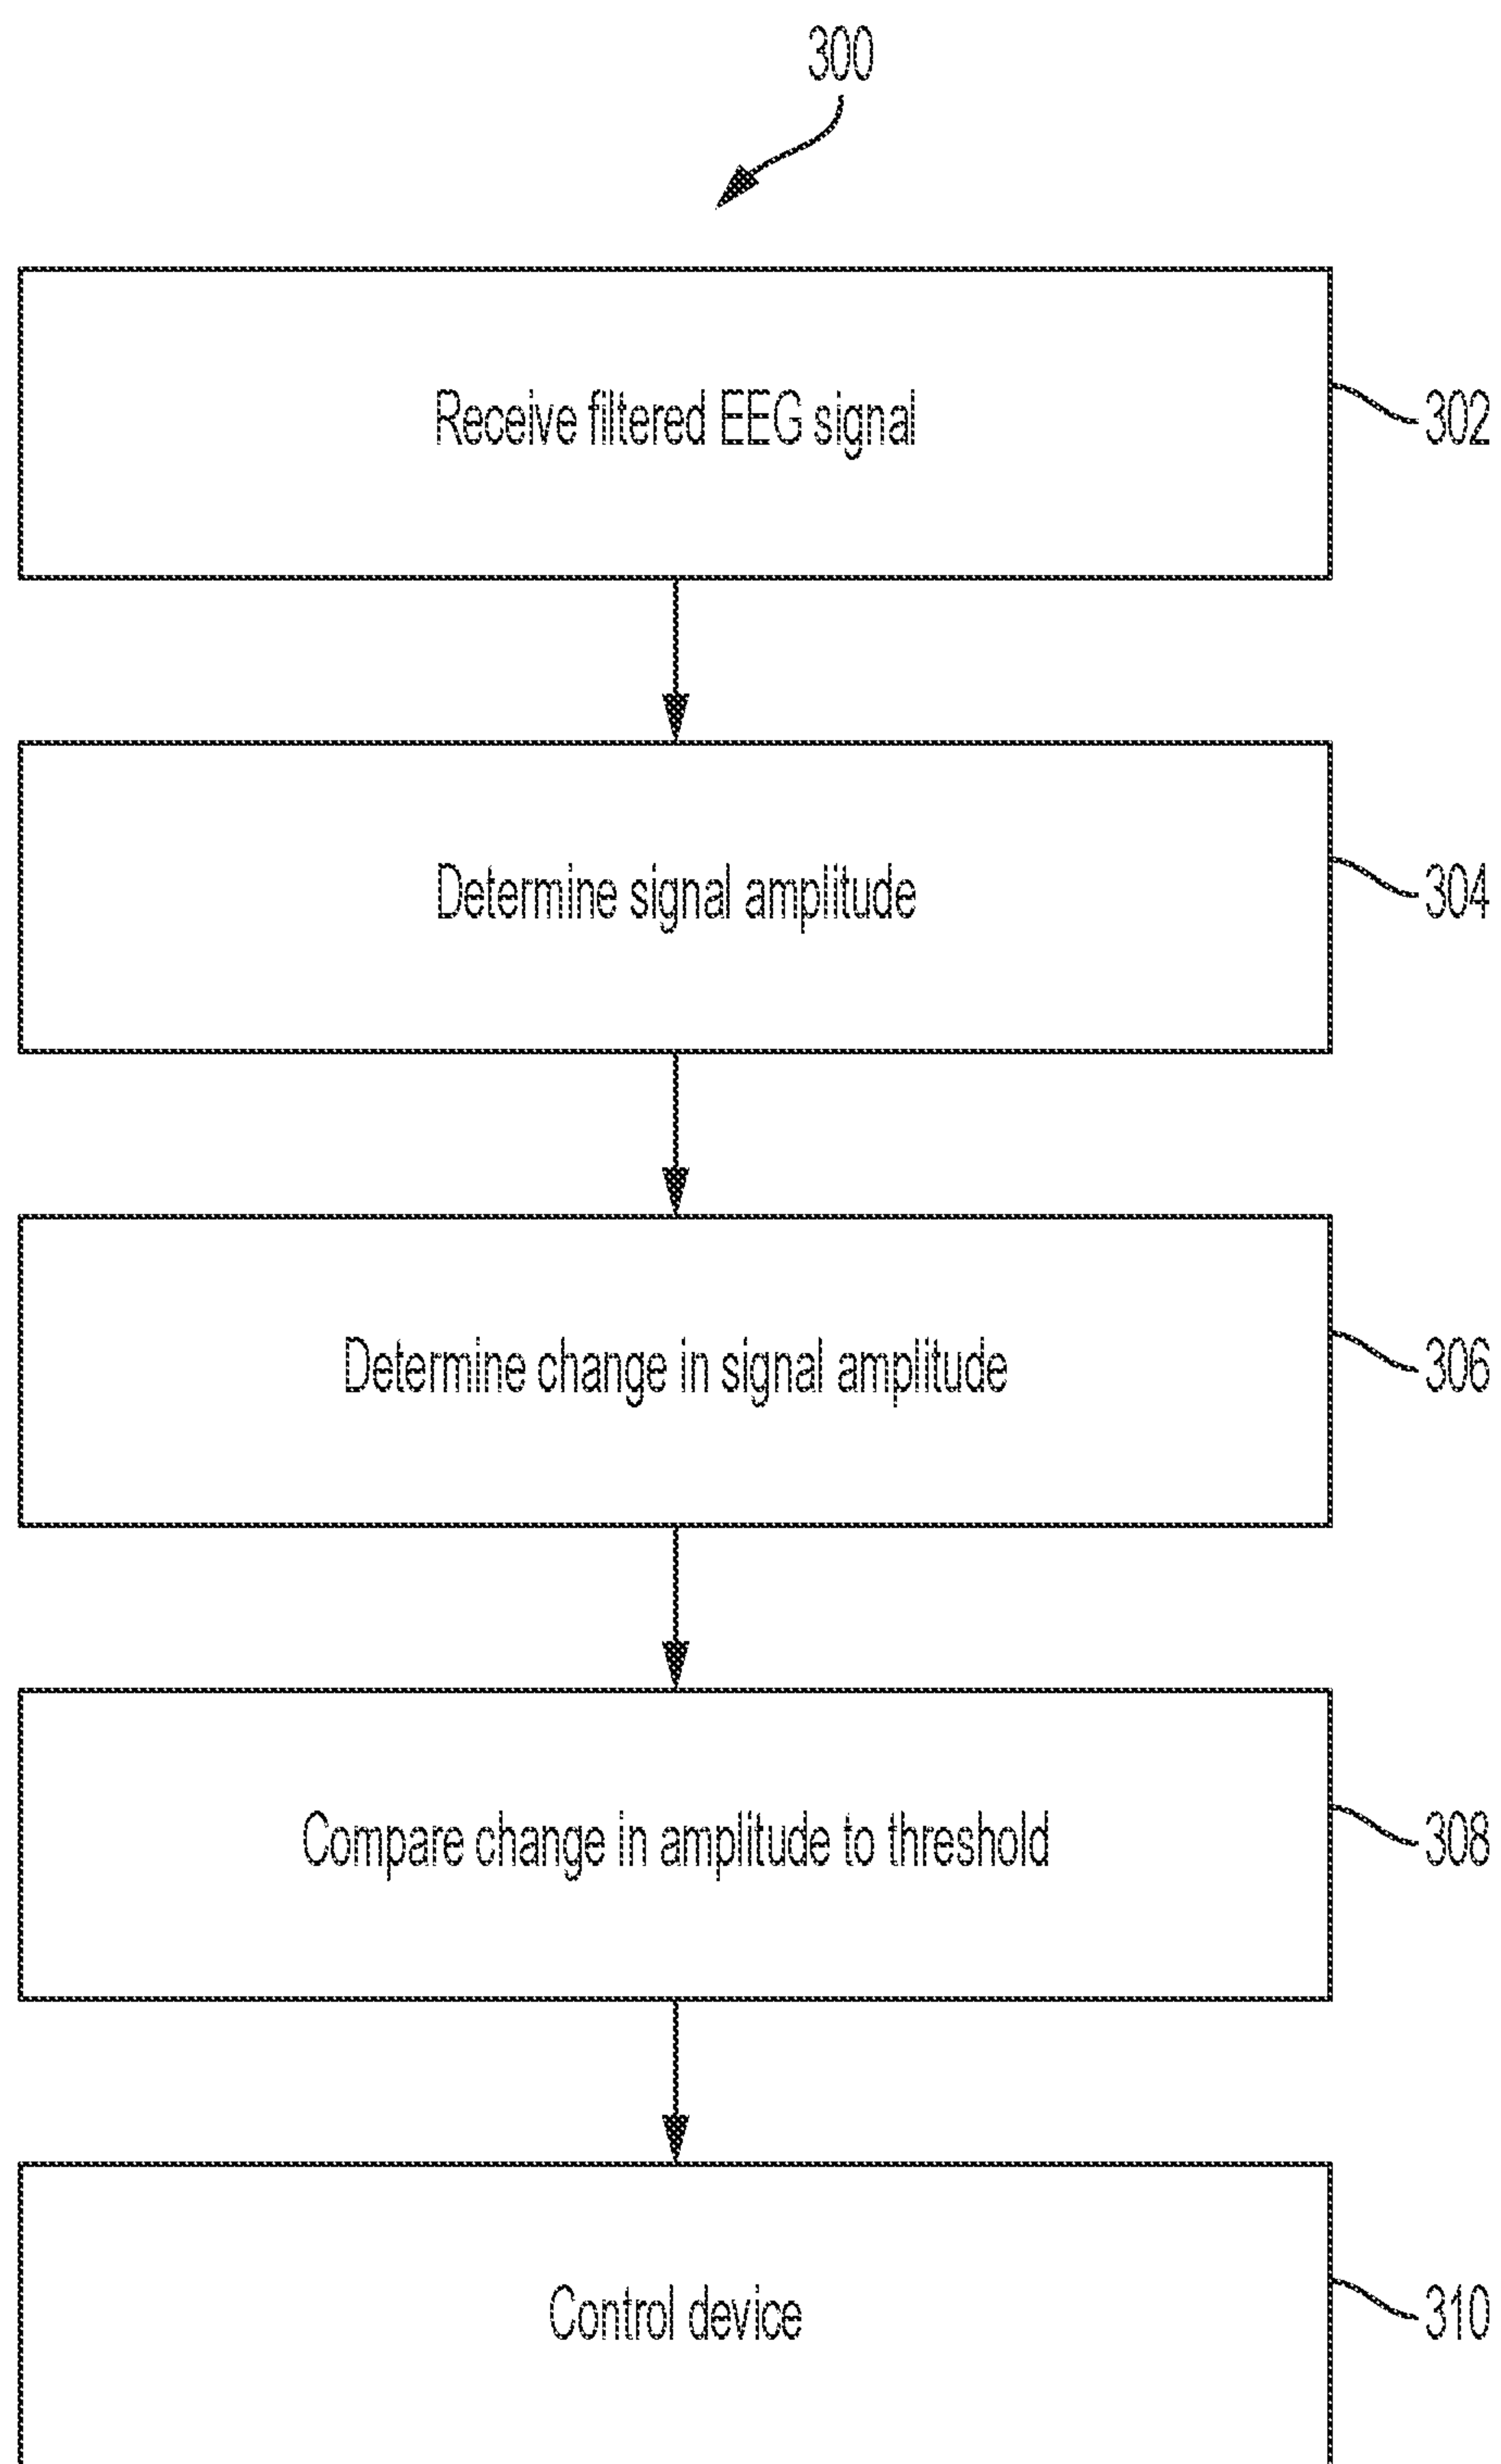 300
Receive filtered EEG signal
302
Determine signal amplitude
304
Determine change in signal amplitude
306
Compare change in amplitude to threshold
308
Control device
310